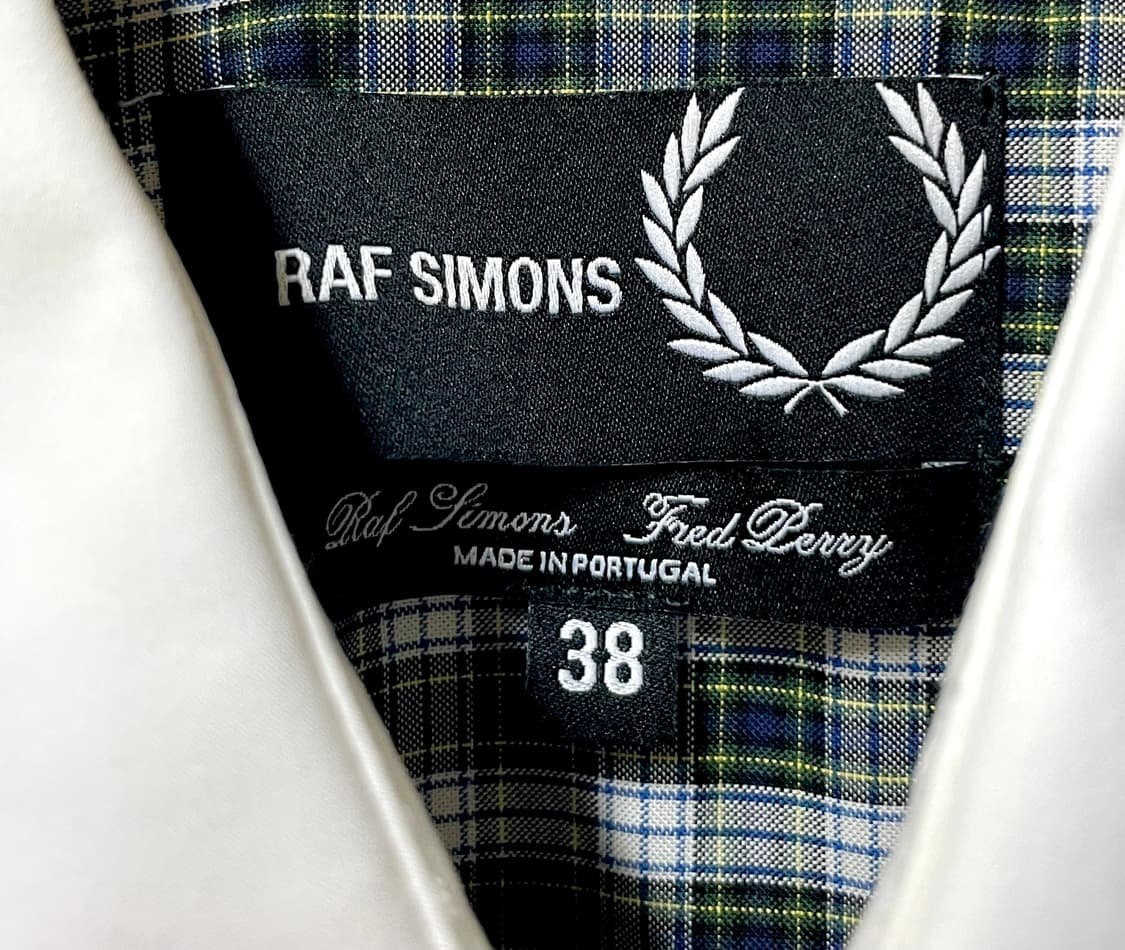 RAF SIMONS
Raf Simons Fred Perry
MADE IN PORTUGAL
38